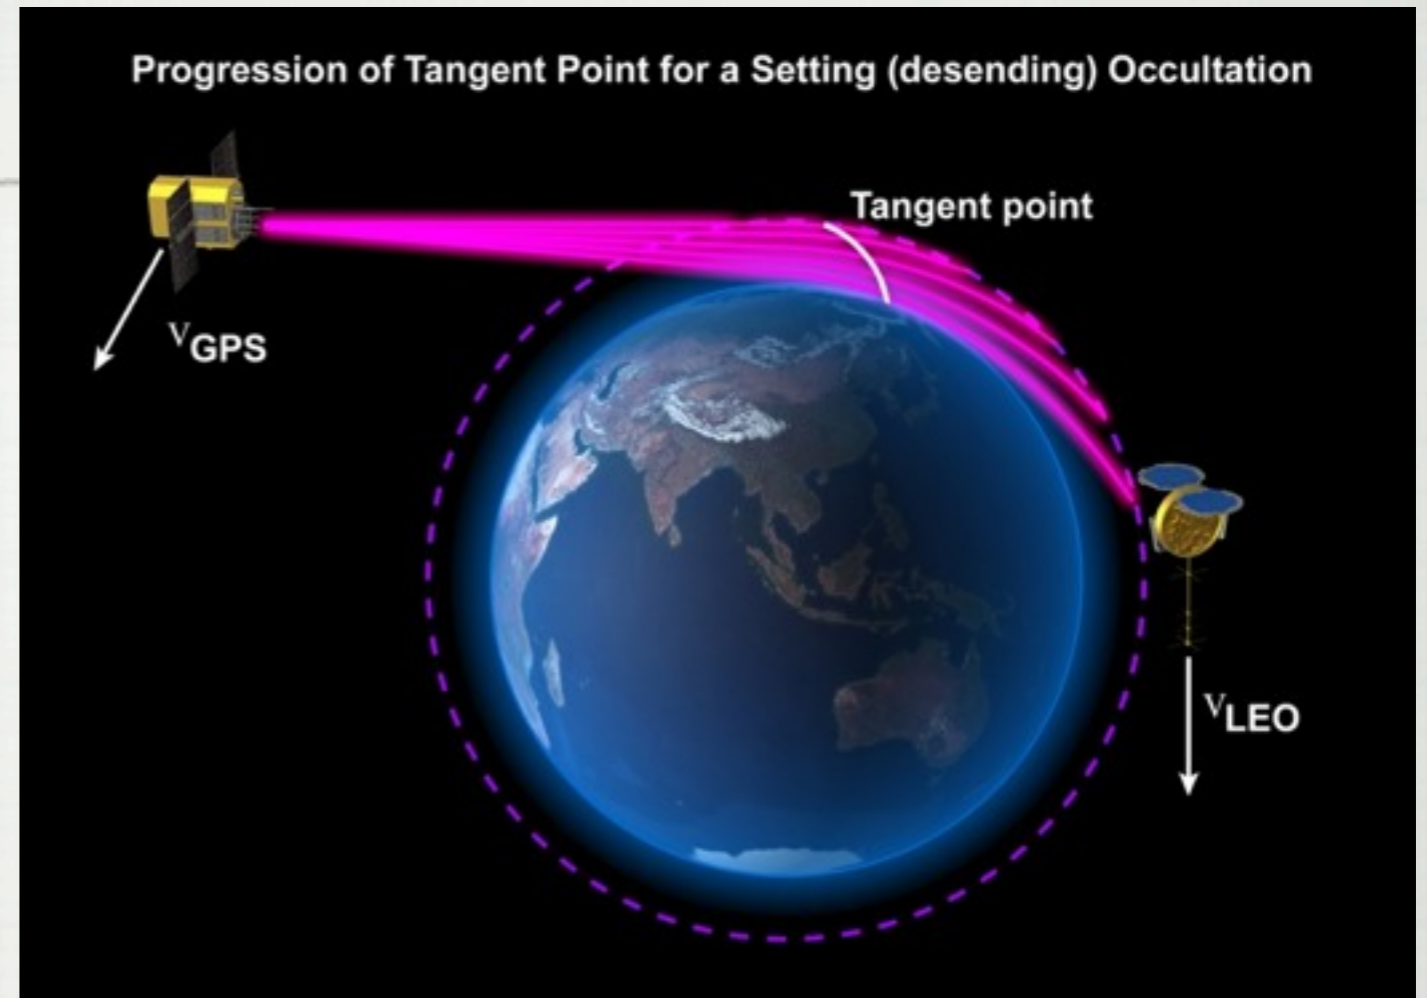 Progression of Tangent Point for a Setting (desending) Occultation
Tangent point
VGPS
VLEO